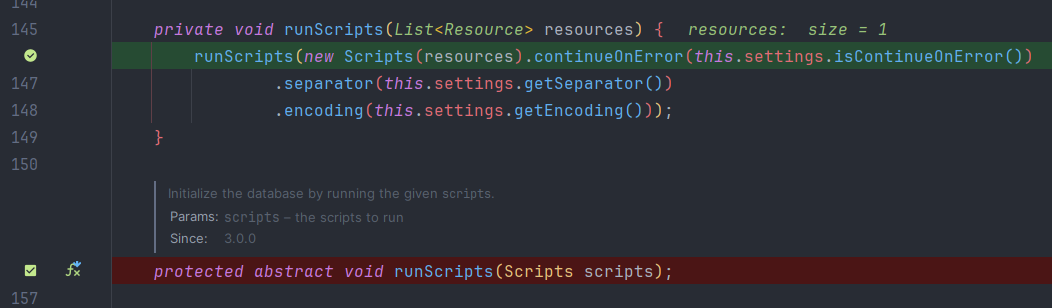 144
145 private void runScripts(List<Resource> resources) { resources: size = 1
runScripts(new Scripts(resources).continueOnError(this.settings.isContinueOnError())
147 .separator(this.settings.getSeparator())
148 .encoding(this.settings.getEncoding()));
149 }
150
Initialize the database by running the given scripts.
Params: scripts – the scripts to run
Since: 3.0.0
protected abstract void runScripts(Scripts scripts);
157